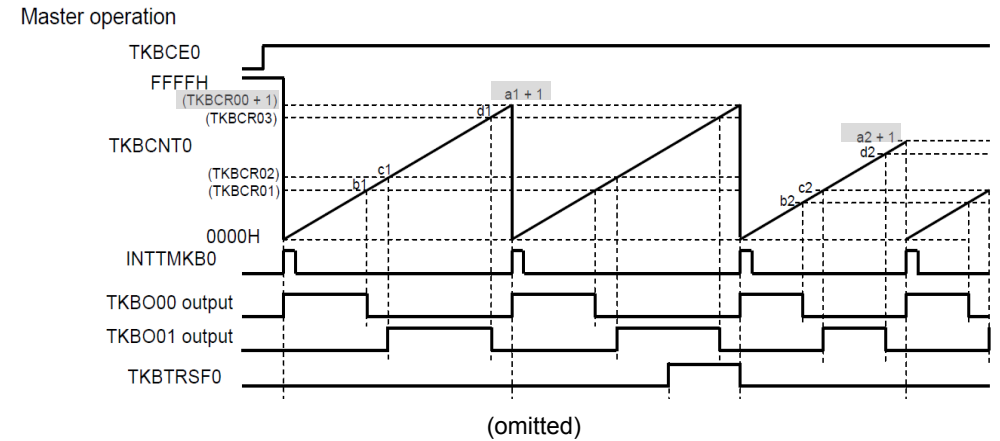 Master operation
TKBCE0
FFFFH
(TKBCR00 + 1)
a1 + 1
d1
(TKBCR03)
TKBCNT0
a2 + 1
d2
(TKBCR02)
c1
(TKBCR01)
b1
c2
b2
0000H
INTTMKB0
TKBO00 output
TKBO01 output
TKBTRSF0
(omitted)